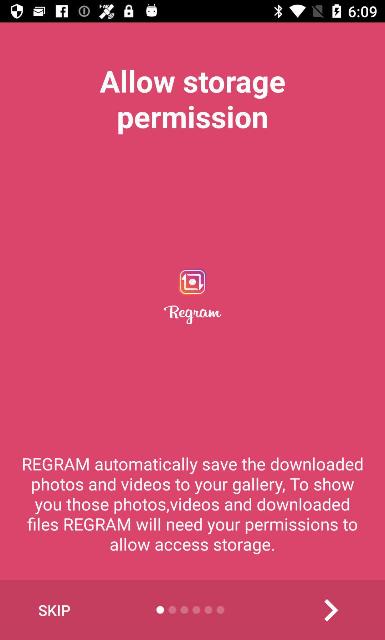 6:09
Allow storage
permission
Regram
REGRAM automatically save the downloaded
photos and videos to your gallery, To show
you those photos,videos and downloaded
files REGRAM will need your permissions to
allow access storage.
SKIP